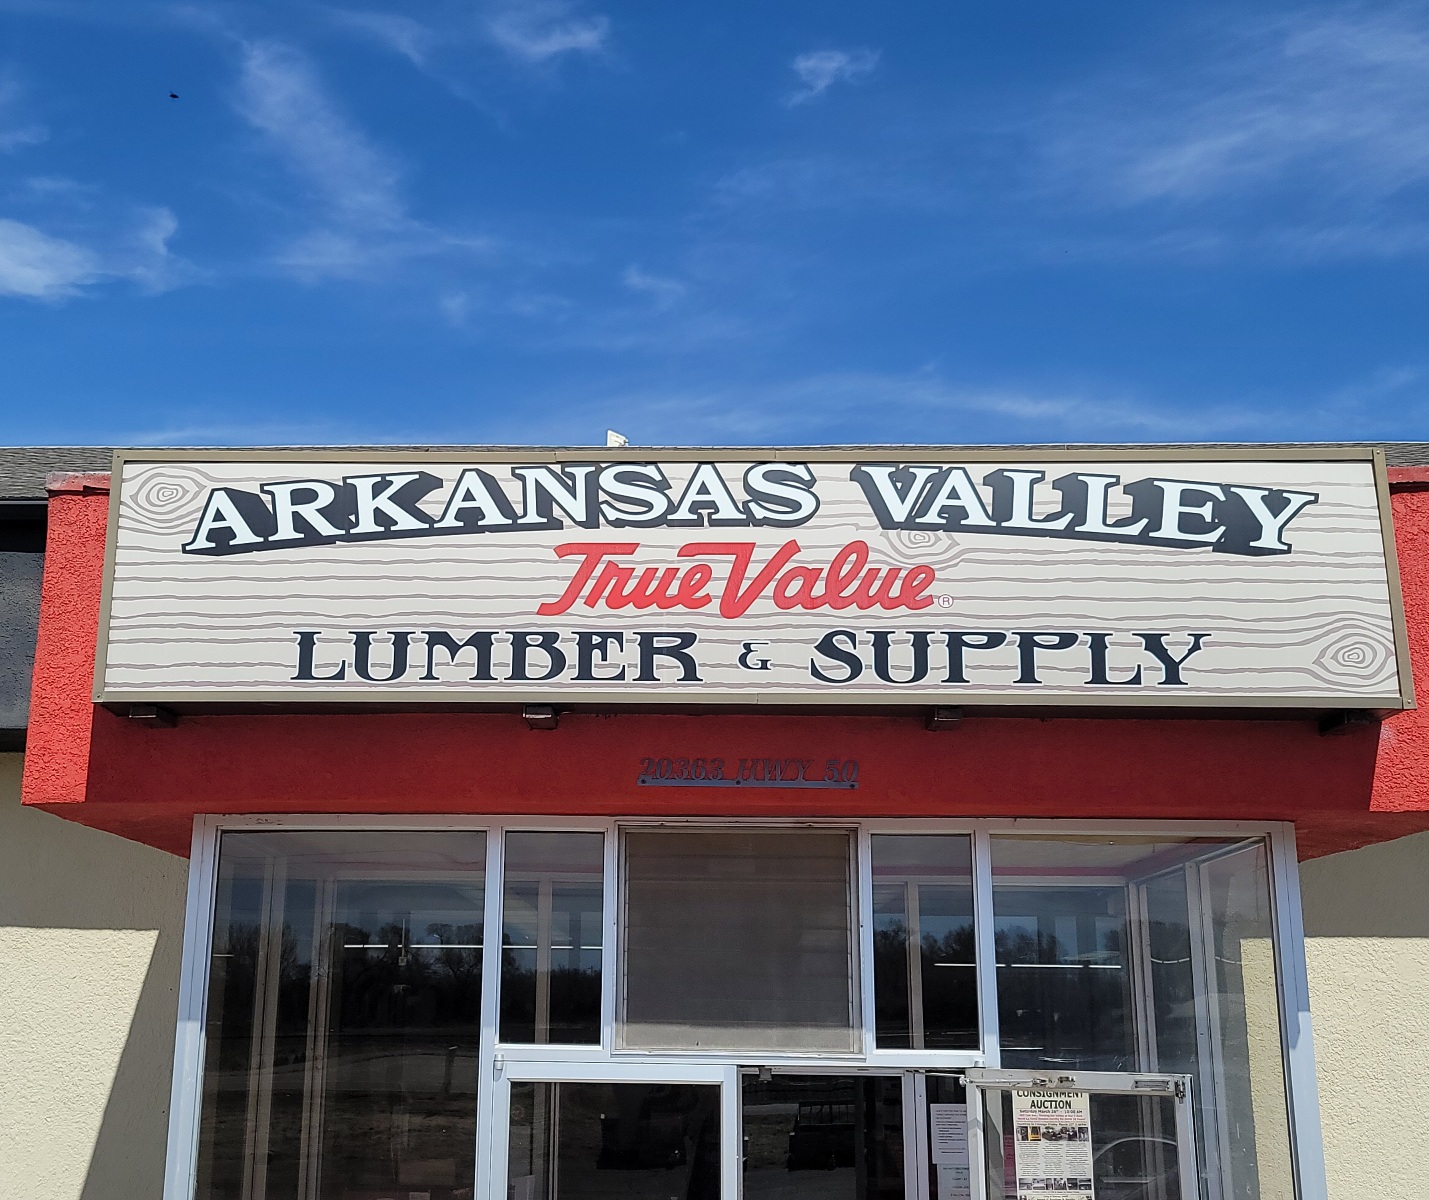 ARKANSAS VALLEY
True Value®
LUMBER & SUPPLY
20363 HWY 50
CONSIGNMENT
AUCTION